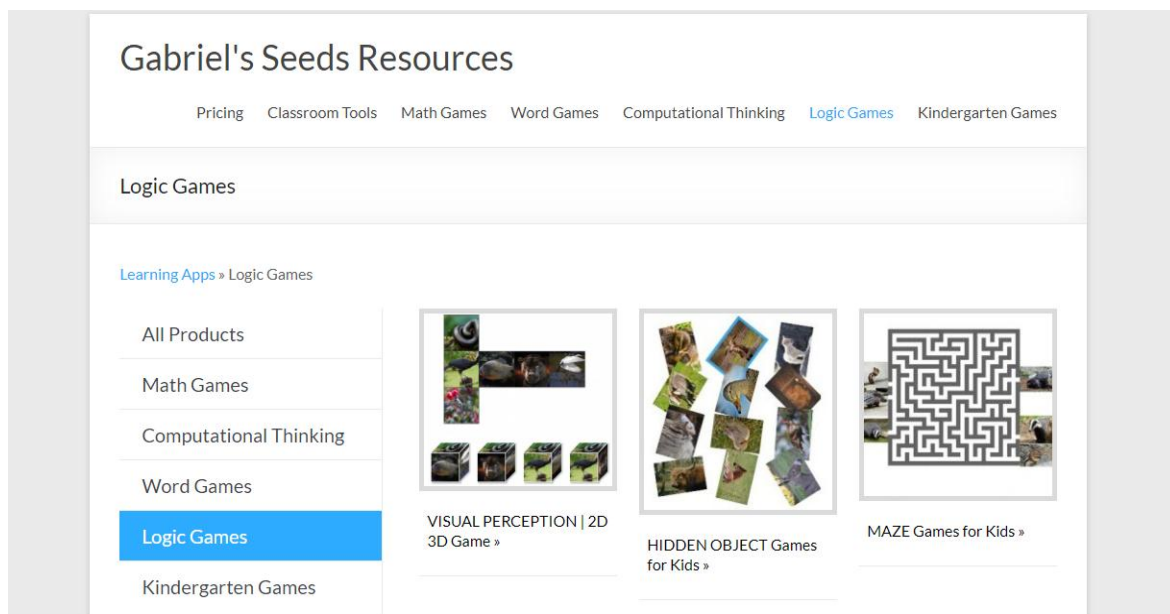 Gabriel's Seeds Resources
Pricing Classroom Tools Math Games Word Games Computational Thinking Logic Games Kindergarten Games
Logic Games
Learning Apps » Logic Games
All Products
Math Games
Computational Thinking
Word Games
Logic Games
Kindergarten Games
VISUAL PERCEPTION | 2D
3D Game »
HIDDEN OBJECT Games
for Kids »
MAZE Games for Kids »